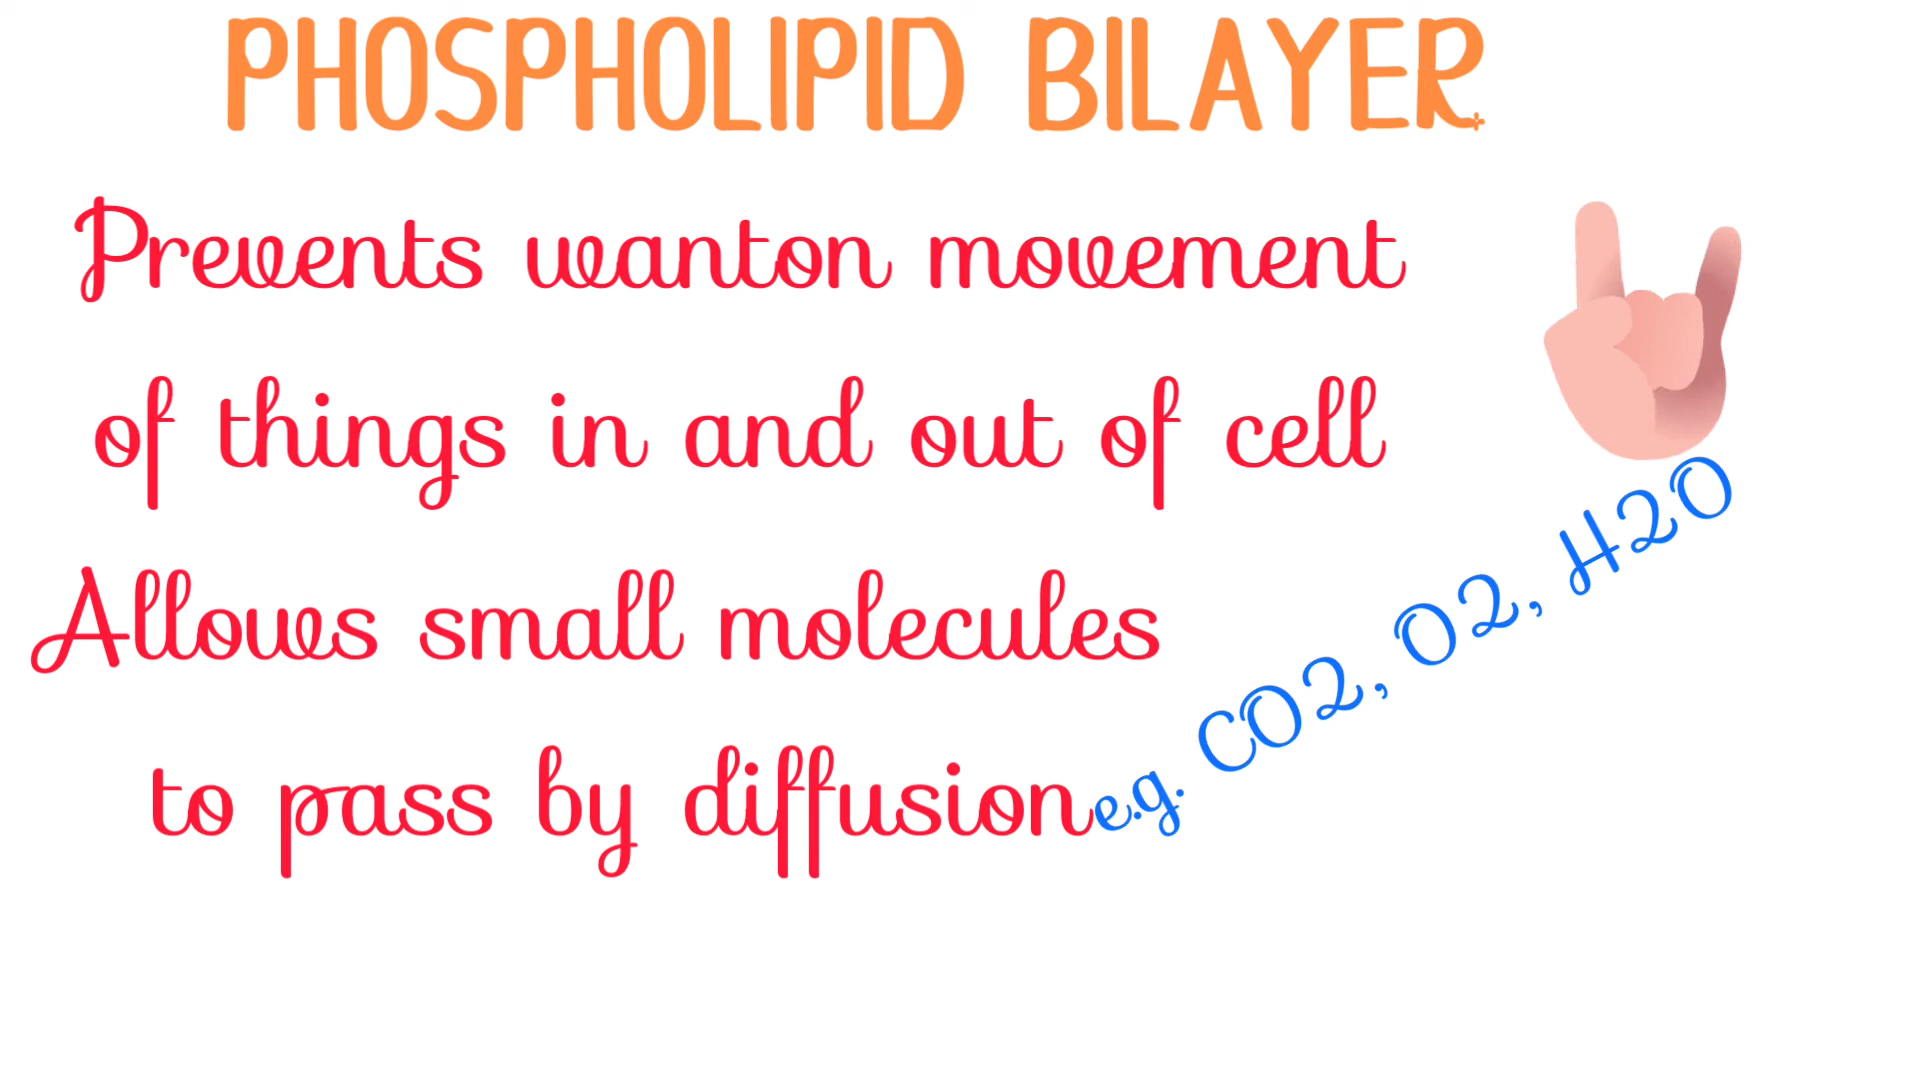 PHOSPHOLIPID BILAYER
Prevents wanton movement
of things in and out of cell
Allows small molecules
to pass by diffusion
e.g. CO2, O2, H2O